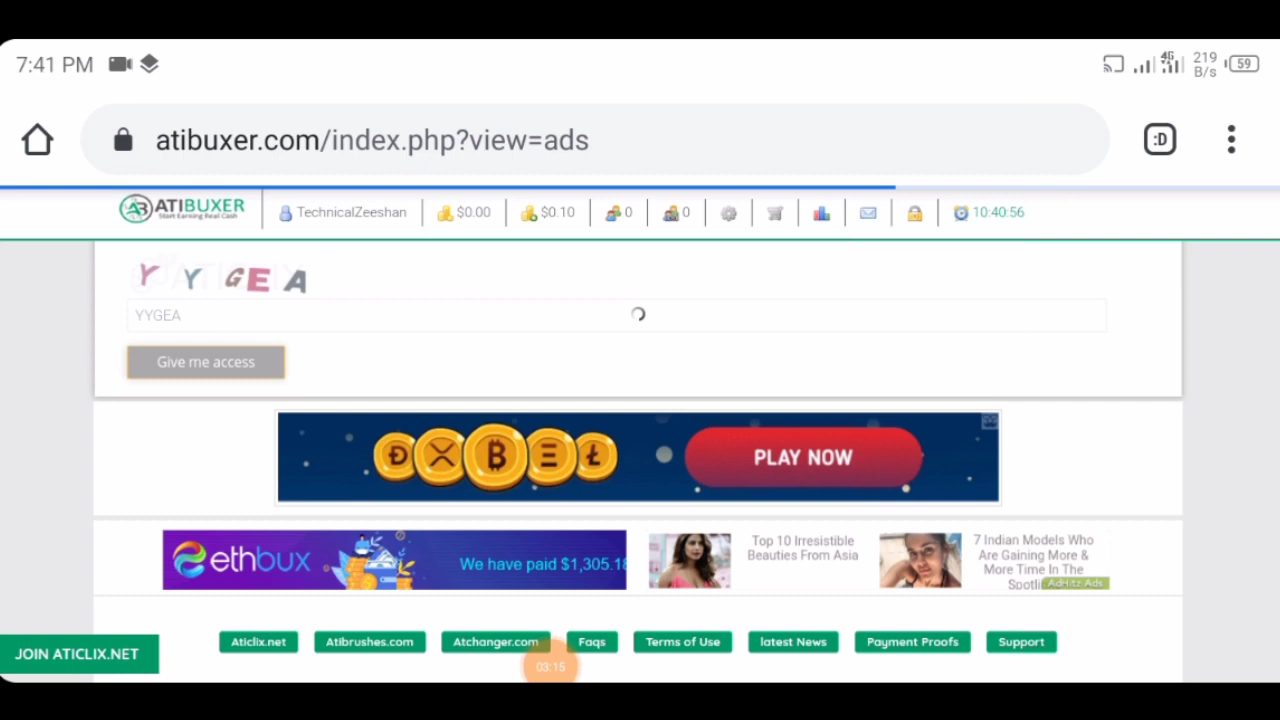 7:41 PM
4G 219 B/s 59
atibuxer.com/index.php?view=ads :D
ATIBUXER
Start Earning Real Cash
TechnicalZeeshan $0.00 $0.10 0 0 10:40:56
Y Y G E A
YYGEA
Give me access
PLAY NOW
ethbux We have paid $1,305.18
Top 10 Irresistible
Beauties From Asia
7 Indian Models Who
Are Gaining More &
More Time In The
Spotli
AdHitz Ads
Aticlix.net Atibrushes.com Atchanger.com Faqs Terms of Use latest News Payment Proofs Support
JOIN ATICLIX.NET
03:15